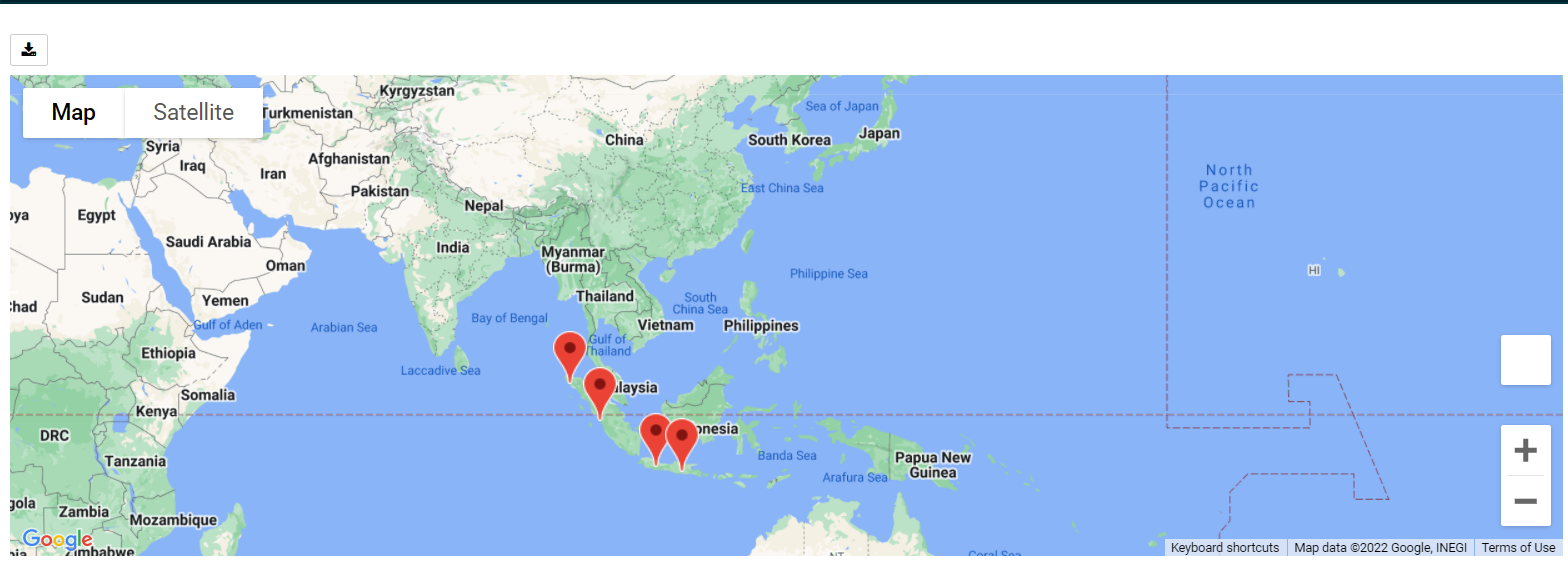 Map
Satellite
Kyrgyzstan
Turkmenistan
Sea of Japan
China
South Korea
Japan
Syria
Iraq
Iran
Afghanistan
Pakistan
North
Pacific
Ocean
East China Sea
Nepal
oya
Egypt
Saudi Arabia
India
Oman
Myanmar
(Burma)
HI
Philippine Sea
Chad
Sudan
Yemen
Thailand
South
China Sea
Gulf of Aden
Arabian Sea
Bay of Bengal
Vietnam
Philippines
Gulf of
Thailand
Ethiopia
Laccadive Sea
alaysia
Somalia
Kenya
onesia
DRC
Tanzania
Banda Sea
Papua New
Guinea
Arafura Sea
gola
Zambia
Mozambique
Google
imbabwe
NT
Coral Sea
Keyboard shortcuts
Map data ©2022 Google, INEGI
Terms of Use